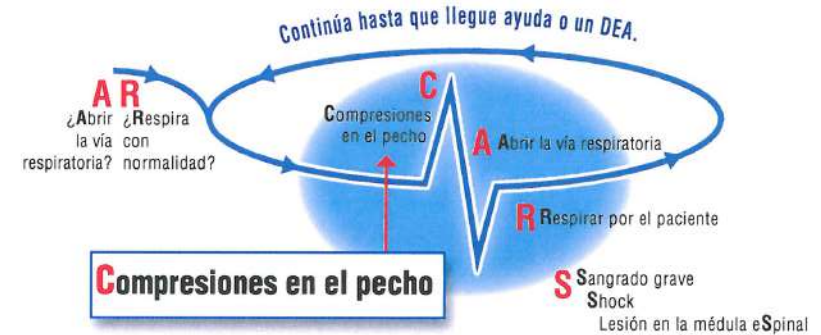 Continúa hasta que llegue ayuda o un DEA.
A R
¿Abrir ¿Respira
la vía con
respiratoria? normalidad?
C
Compresiones
en el pecho
A Abrir la vía respiratoria
R Respirar por el paciente
Compresiones en el pecho
S Sangrado grave
Shock
Lesión en la médula eSpinal